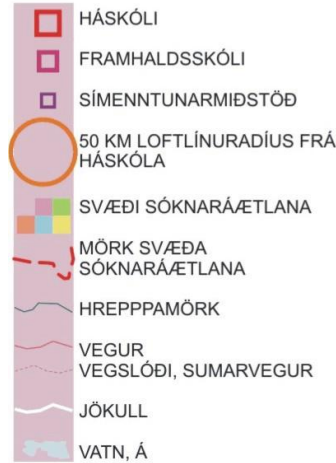 HÁSKÓLI
FRAMHALDSSKÓLI
SÍMENNTUNARMIÐSTÖÐ
50 KM LOFTLÍNURADÍUS FRÁ
HÁSKÓLA
SVÆÐI SÓKNARÁÆTLANA
MÖRK SVÆÐA
SÓKNARÁÆTLANA
HREPPPAMÖRK
VEGUR
VEGSLÓÐI, SUMARVEGUR
JÖKULL
VATN, Á